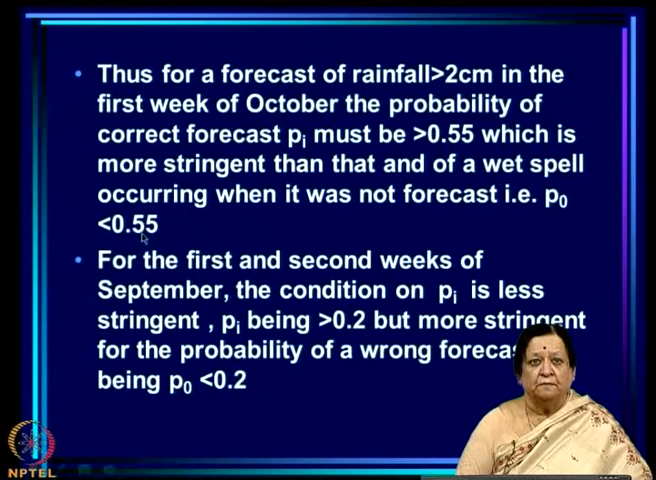 • Thus for a forecast of rainfall>2cm in the
first week of October the probability of
correct forecast pi must be >0.55 which is
more stringent than that and of a wet spell
occurring when it was not forecast i.e. p0
<0.55
• For the first and second weeks of
September, the condition on pi is less
stringent , pi being >0.2 but more stringent
for the probability of a wrong
being p0 <0.2
NPTEL